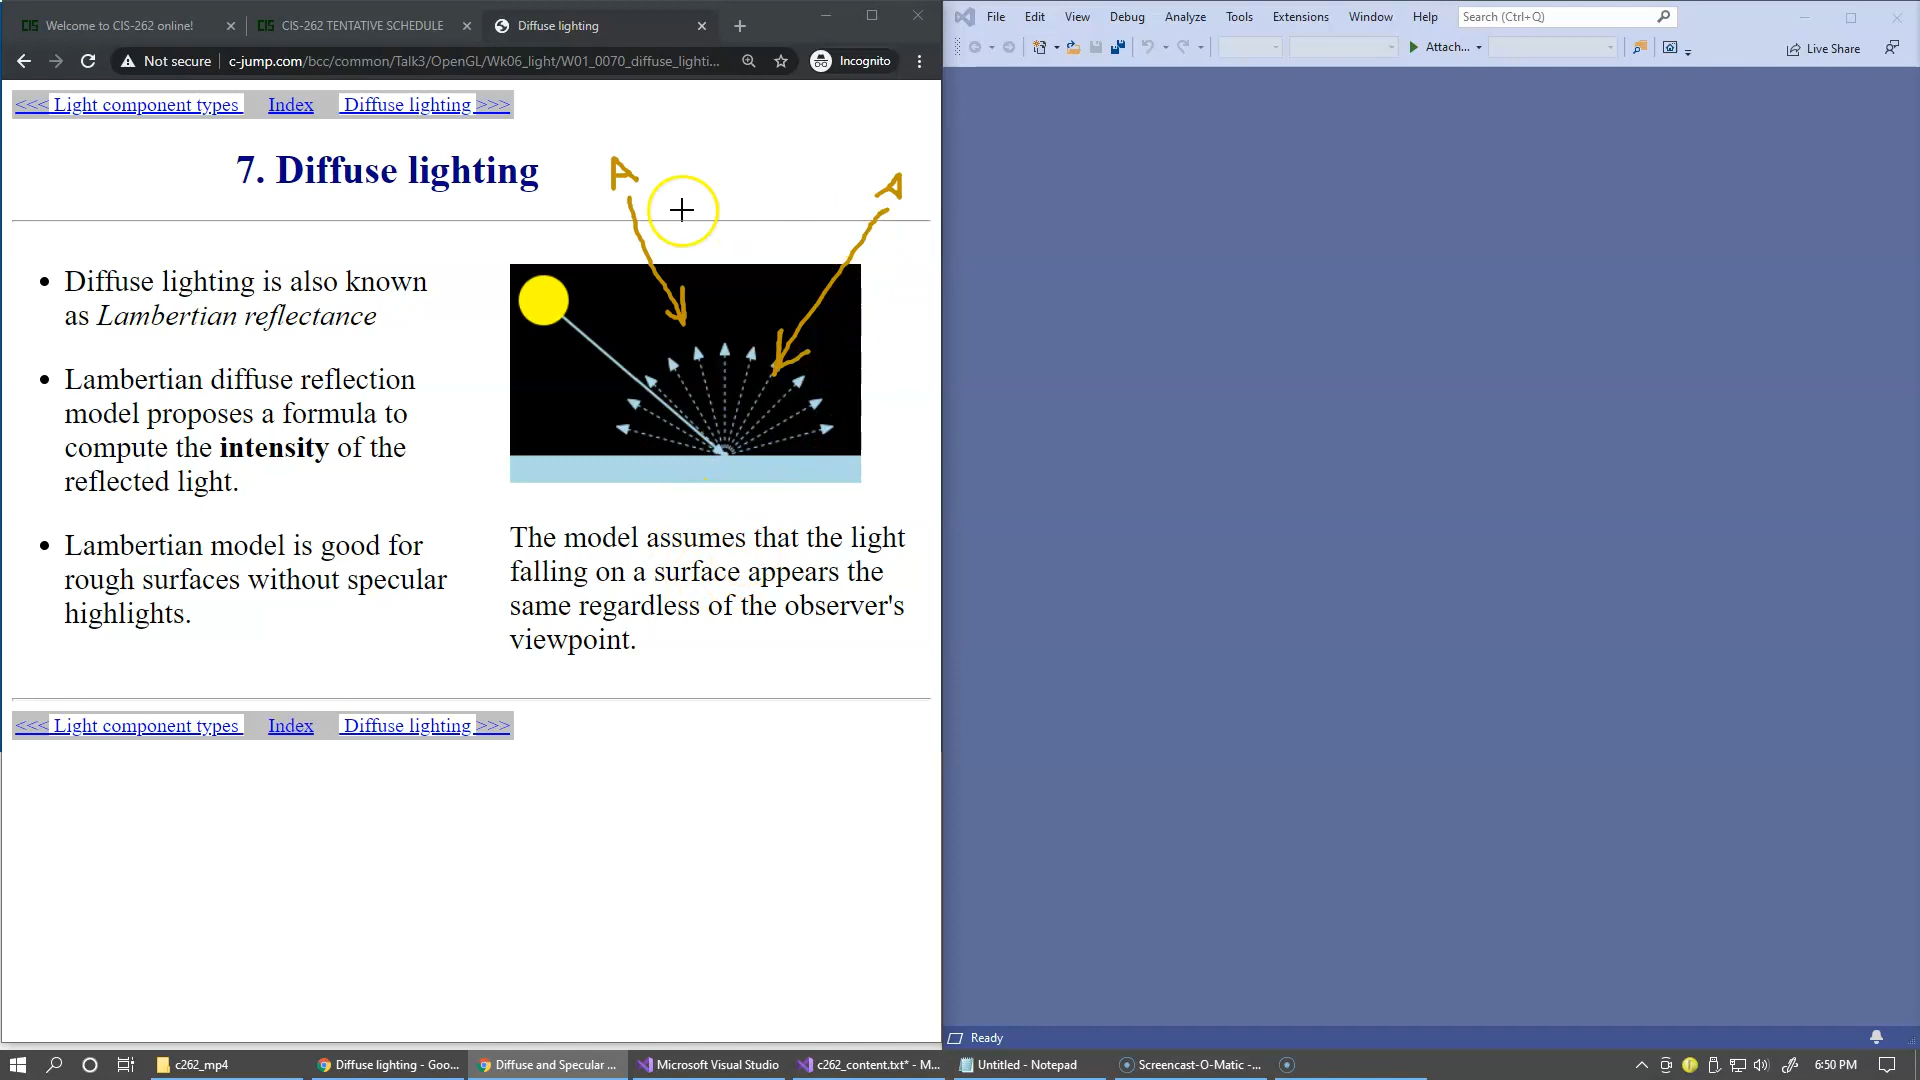 Welcome to CIS-262 online!
CIS-262 TENTATIVE SCHEDULE
Diffuse lighting
Not secure
c-jump.com/bcc/common/Talk3/OpenGL/Wk06_light/W01_0070_diffuse_lighti...
Incognito
<<< Light component types Index Diffuse lighting >>>
7. Diffuse lighting
A
A
• Diffuse lighting is also known
as Lambertian reflectance
• Lambertian diffuse reflection
model proposes a formula to
compute the intensity of the
reflected light.
• Lambertian model is good for
rough surfaces without specular
highlights.
The model assumes that the light
falling on a surface appears the
same regardless of the observer's
viewpoint.
<<< Light component types Index Diffuse lighting >>>
File Edit View Debug Analyze Tools Extensions Window Help Search (Ctrl+Q)
Attach...
Live Share
Ready
c262_mp4
Diffuse lighting - Goo...
Diffuse and Specular ...
Microsoft Visual Studio
c262_content.txt* - M...
Untitled - Notepad
Screencast-O-Matic -...
6:50 PM